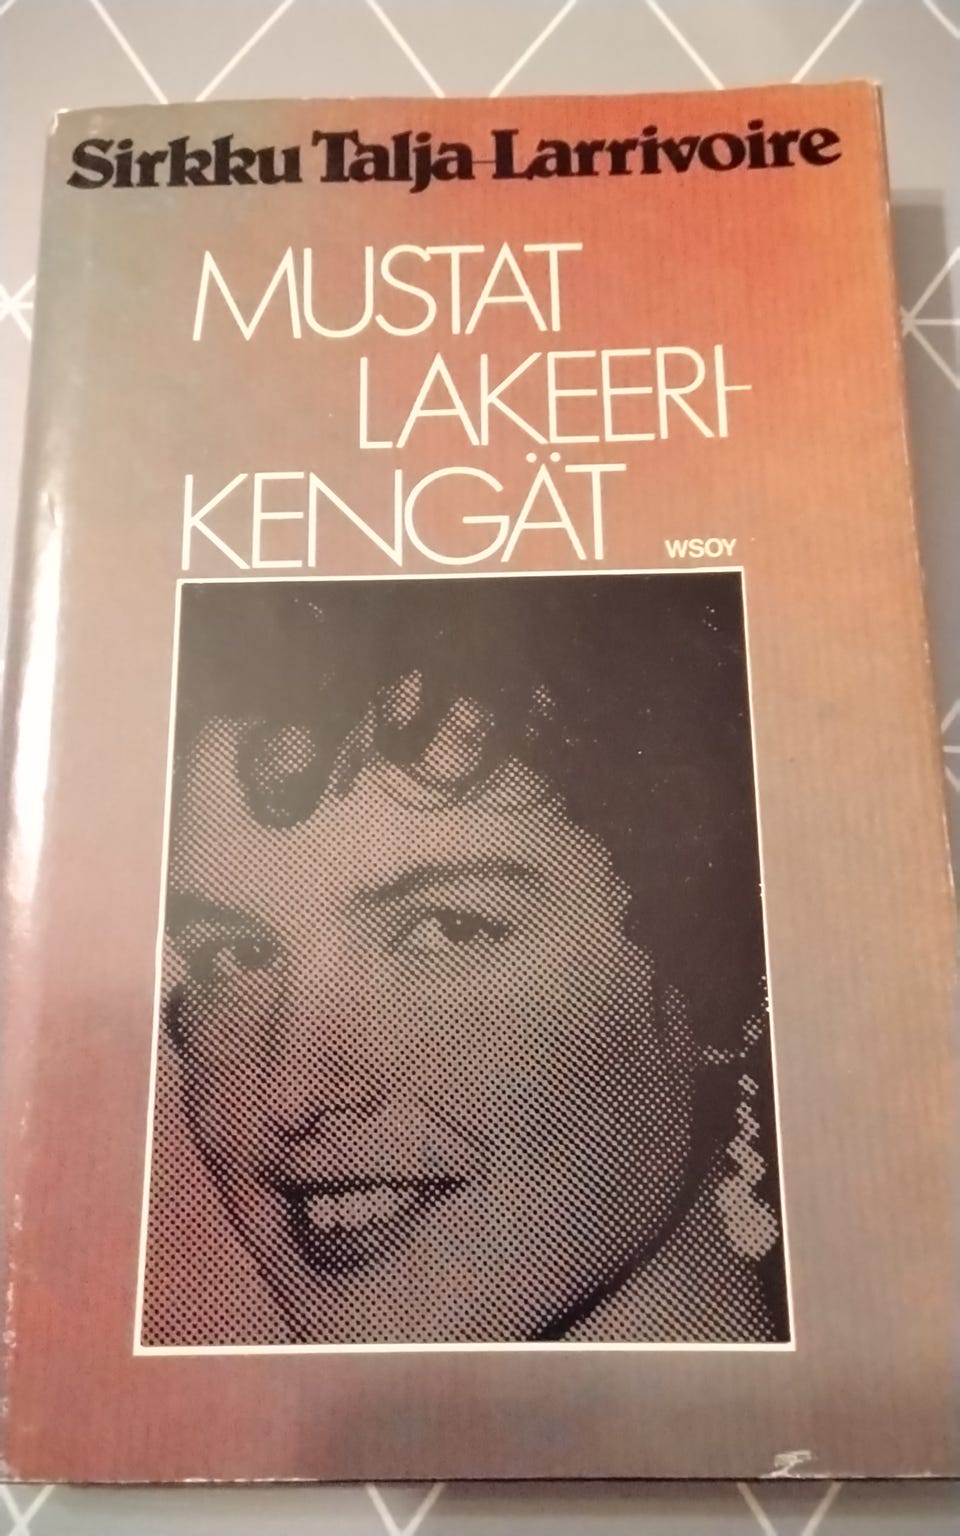 Sirkku Talja-Larrivoire
MUSTAT
LAKEERI-
KENGÄT
WSOY